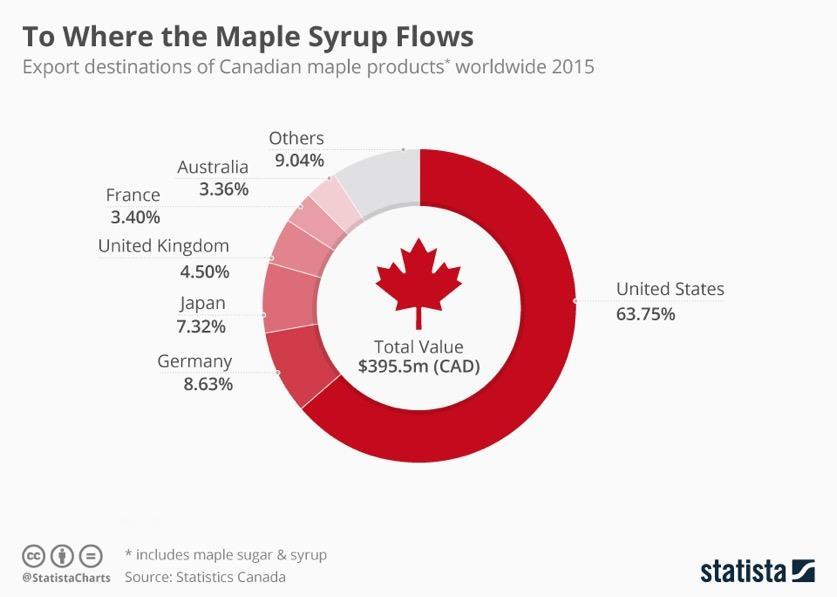 To Where the Maple Syrup Flows
Export destinations of Canadian maple products* worldwide 2015
Others
9.04%
Australia
3.36%
France
3.40%
United Kingdom
4.50%
Japan
7.32%
Germany
8.63%
United States
63.75%
Total Value
$395.5m (CAD)
cc
@StatistaCharts
* includes maple sugar & syrup
Source: Statistics Canada
statista